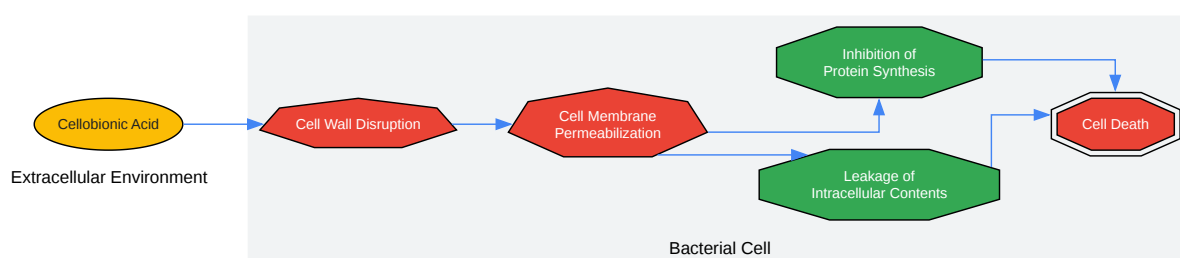 Cellobionic Acid
Extracellular Environment
Cell Wall Disruption
Cell Membrane
Permeabilization
Inhibition of
Protein Synthesis
Leakage of
Intracellular Contents
Cell Death
Bacterial Cell